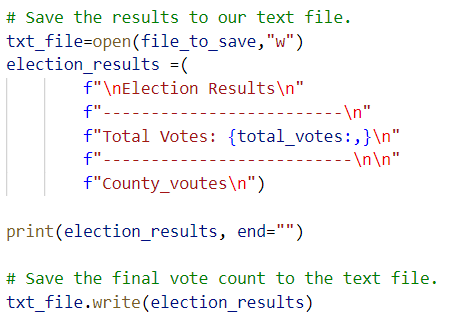 # Save the results to our text file.
txt_file=open(file_to_save,"w")
election_results =(
        f"\nElection Results\n"
        f"-------------------------\n"
        f"Total Votes: {total_votes:,}\n"
        f"--------------------------\n\n"
        f"County_voutes\n")

print(election_results, end="")

# Save the final vote count to the text file.
txt_file.write(election_results)